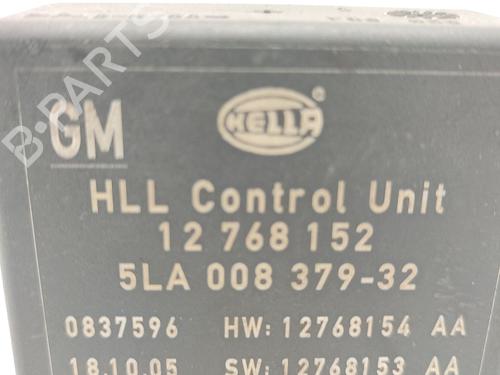 GM HELLA
HLL Control Unit
12 768 152
5LA 008 379-32
0837596 HW: 12768154 AA
18.10.05 SW: 12768153 AA
B-PARTS